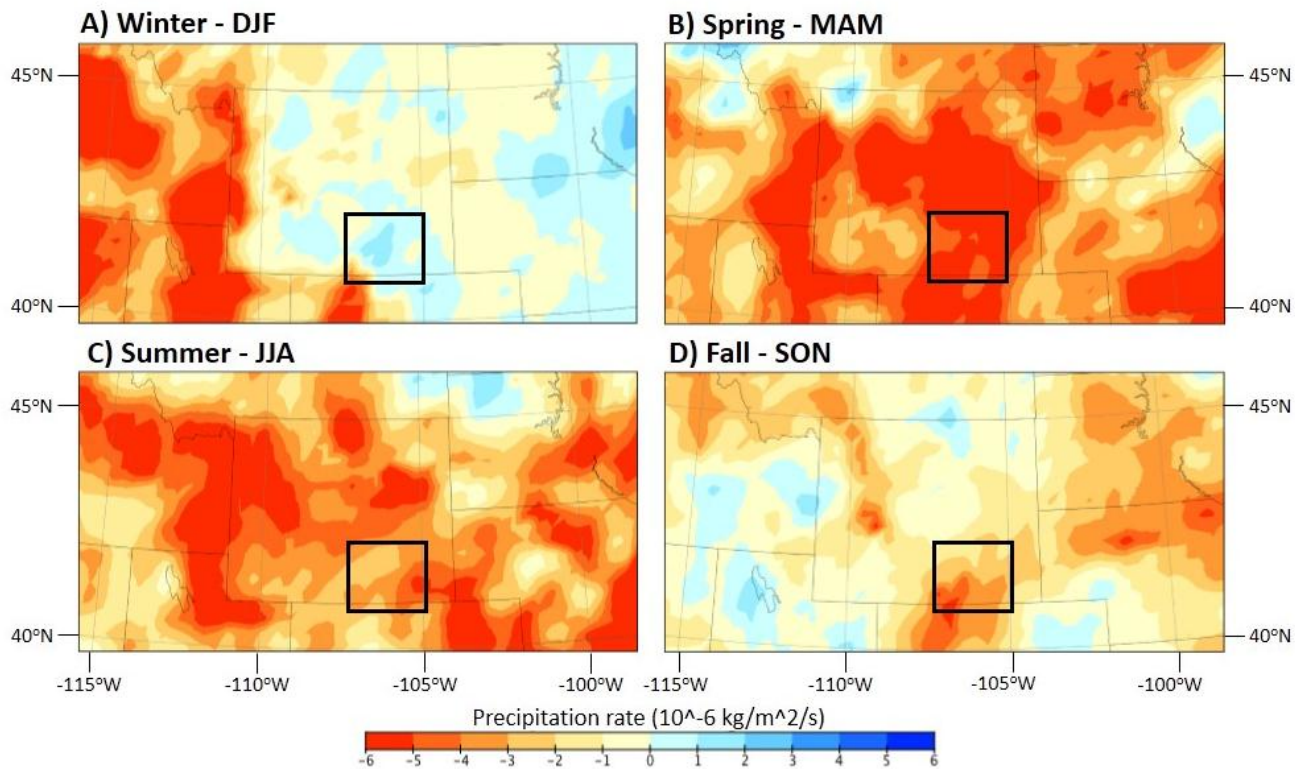 A) Winter - DJF
B) Spring - MAM
45°N
45°N
40°N
40°N
C) Summer - JJA
D) Fall - SON
45°N
45°N
40°N
40°N
-115°W -110°W -105°W -100°W -115°W -110°W -105°W -100°W
Precipitation rate (10^-6 kg/m^2/s)
-6 -5 -4 -3 -2 -1 0 1 2 3 4 5 6